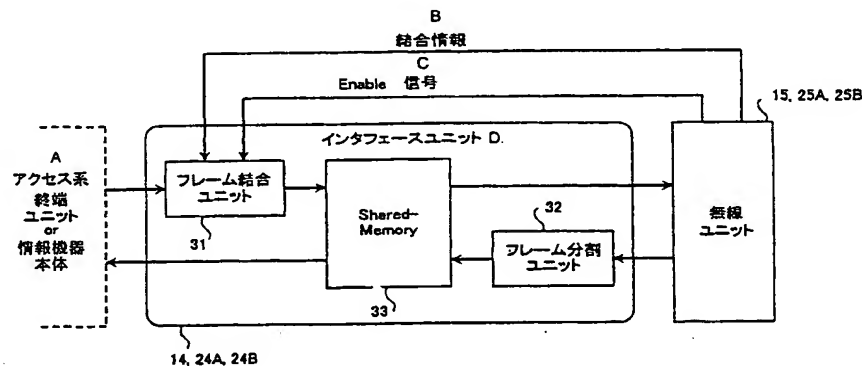 B
結合情報
C
Enable 信号
15, 25A, 25B
インタフェースユニット D.
A
アクセス系
終端
ユニット
or
情報機器
本体
フレーム結合
ユニット
31
Shared-
Memory
33
32
フレーム分割
ユニット
無線
ユニット
14, 24A, 24B